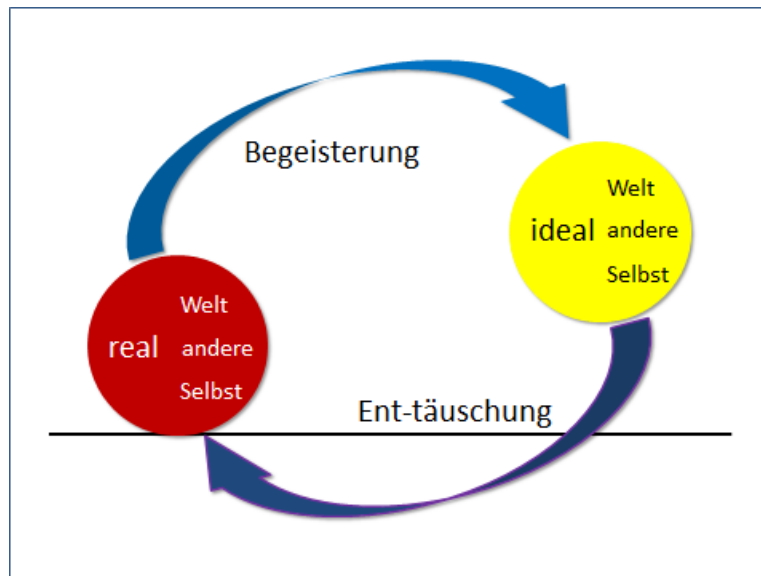 Begeisterung
Welt
ideal andere
Selbst
Welt
real andere
Selbst
Ent-täuschung